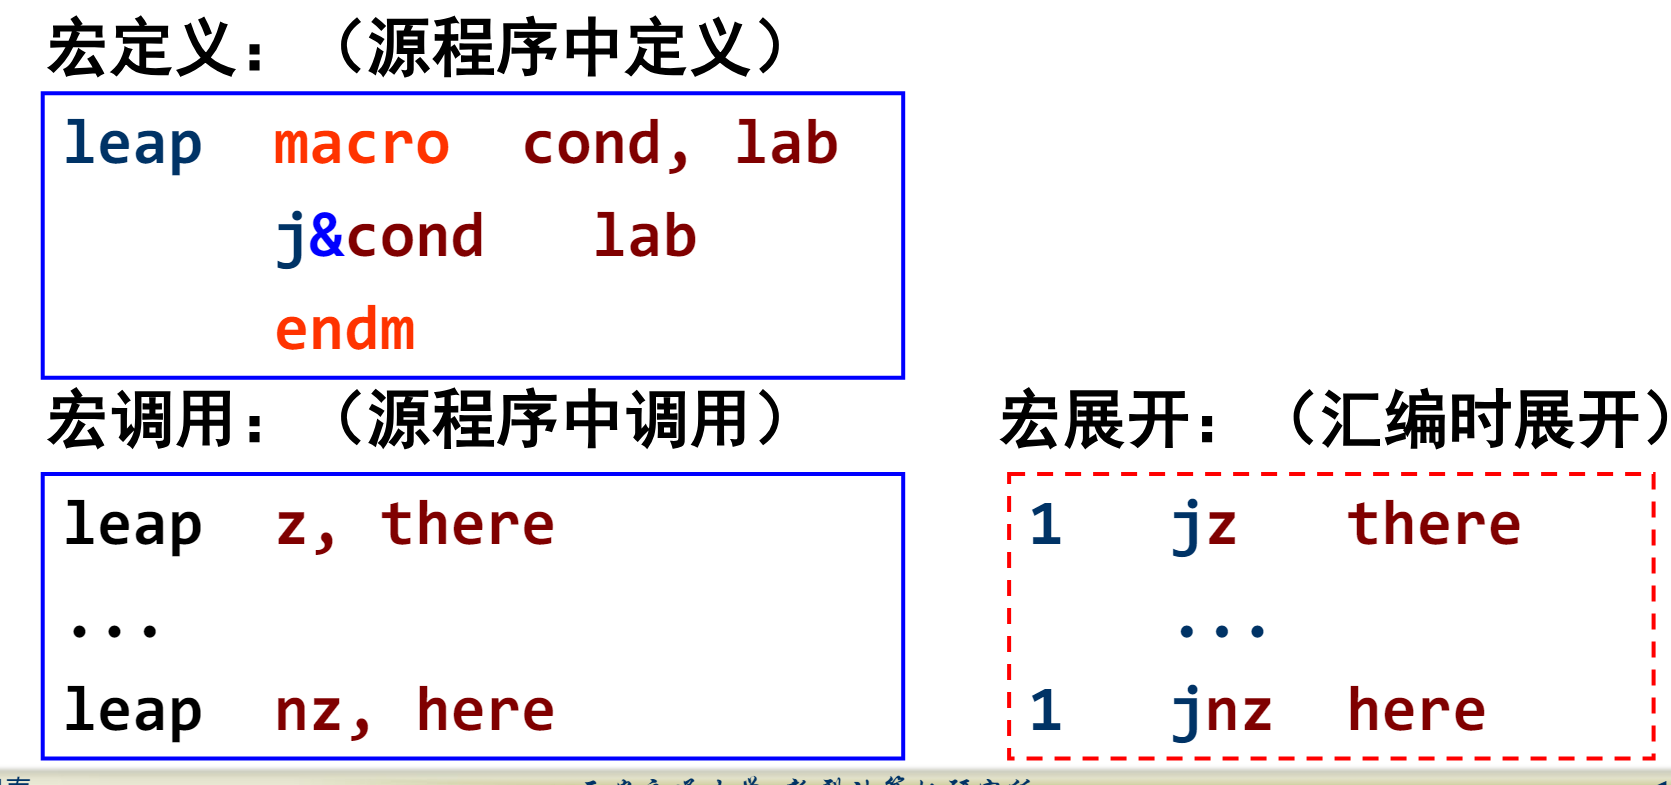 宏定义：（源程序中定义）
leap macro cond, lab
j&cond lab
endm
宏调用：（源程序中调用）
leap z, there
...
leap nz, here
宏展开：（汇编时展开）
1 jz there
...
1 jnz here